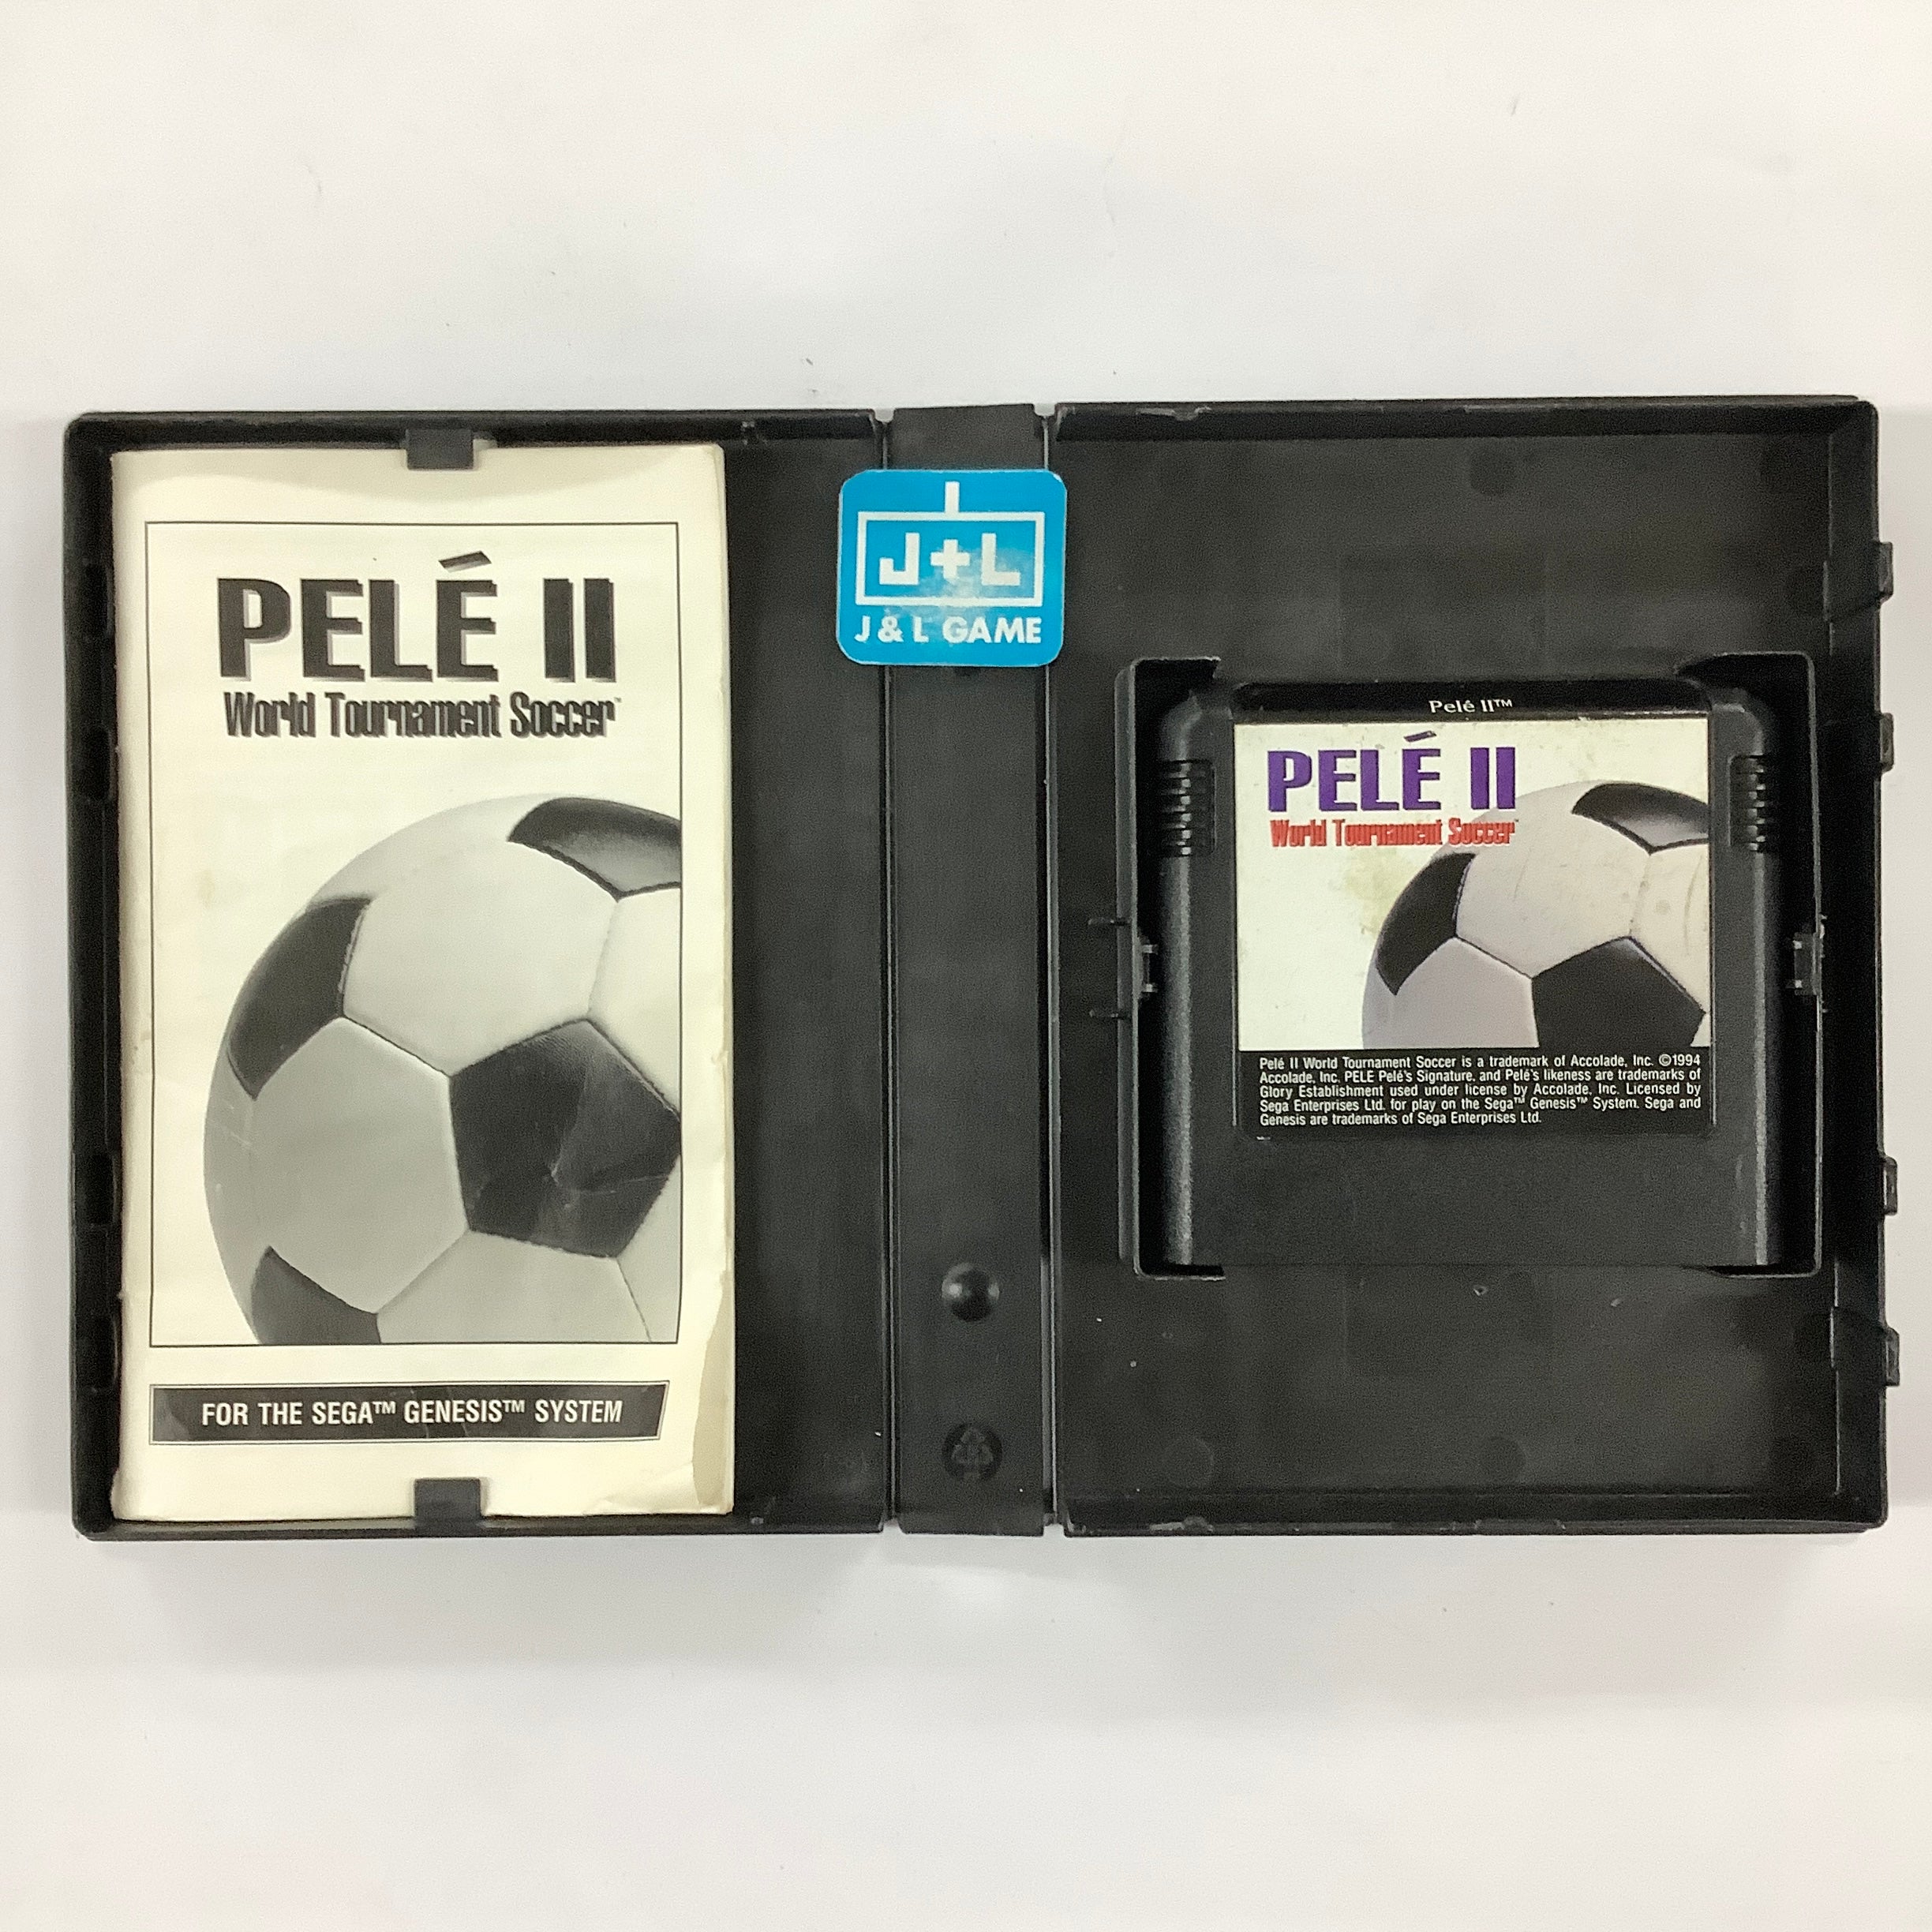 PELÉ II
World Tournament Soccer™
FOR THE SEGA™ GENESIS™ SYSTEM
J+L
J & L GAME
Pelé II™
PELÉ II
World Tournament Soccer™
Pelé II World Tournament Soccer is a trademark of Accolade, Inc. ©1994
Accolade, Inc. PELE Pelé's Signature, and Pelé's likeness are trademarks of
Glory Establishment used under license by Accolade, Inc. Licensed by
Sega Enterprises Ltd. for play on the Sega™ Genesis™ System. Sega and
Genesis are trademarks of Sega Enterprises Ltd.